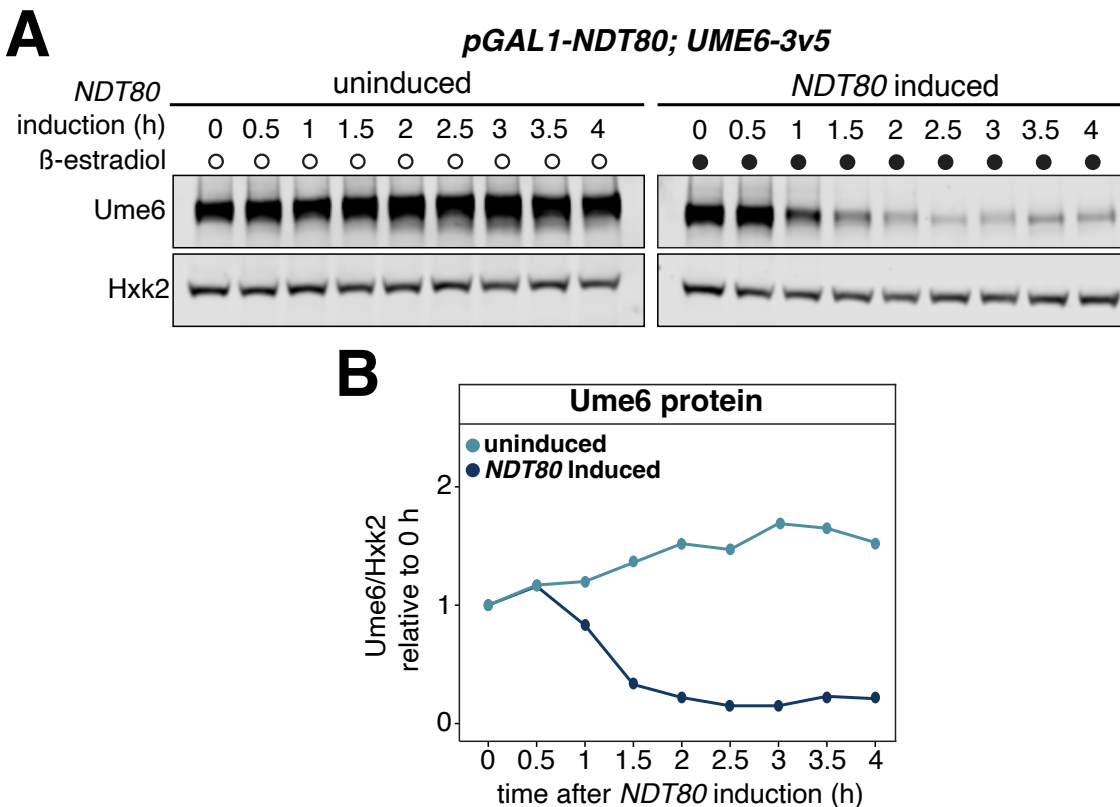 A
pGAL1-NDT80; UME6-3v5
NDT80 uninduced NDT80 induced
induction (h) 0 0.5 1 1.5 2 2.5 3 3.5 4 0 0.5 1 1.5 2 2.5 3 3.5 4
ß-estradiol
Ume6
Hxk2
B
Ume6 protein
uninduced
NDT80 Induced
2
1
0
Ume6/Hxk2
relative to 0 h
0 0.5 1 1.5 2 2.5 3 3.5 4
time after NDT80 induction (h)